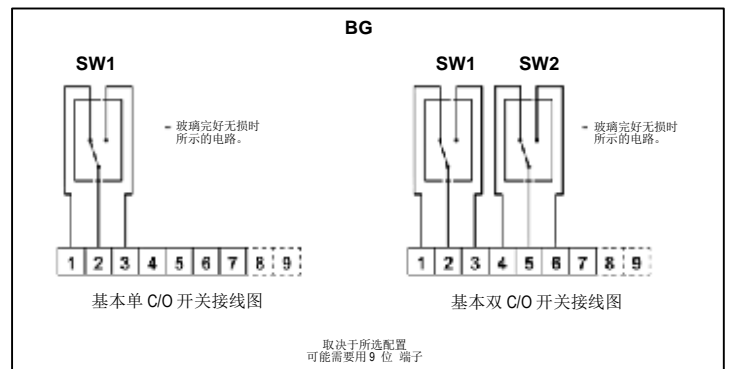 BG
SW1
– 玻璃完好无损时
所示的电路。
1 2 3 4 5 6 7 8 9
基本单 C/O 开关接线图
SW1 SW2
– 玻璃完好无损时
所示的电路。
1 2 3 4 5 6 7 8 9
基本双 C/O 开关接线图
取决于所选配置
可能需要用 9 位 端子